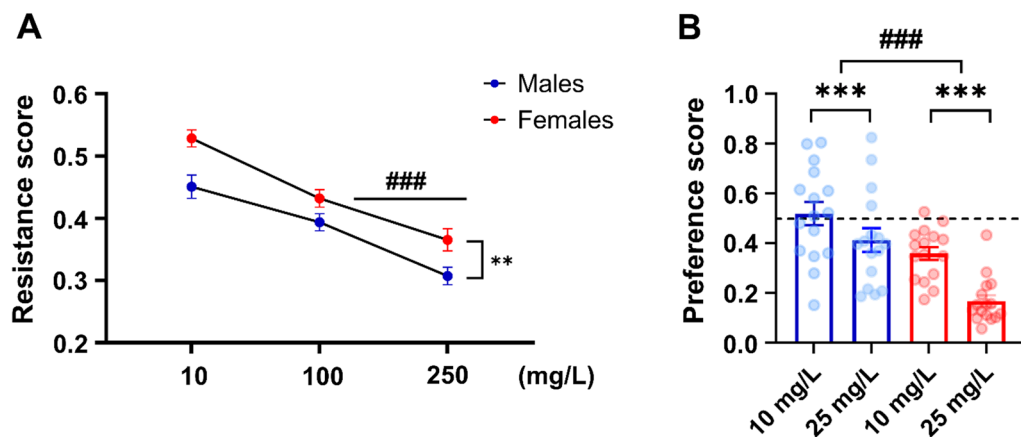 A
Resistance score
0.6
0.5
0.4
0.3
0.2
10
100
250
(mg/L)
Males
Females
###
**
B
Preference score
1.0
0.8
0.6
0.4
0.2
0.0
###
***
***
10 mg/L
25 mg/L
10 mg/L
25 mg/L